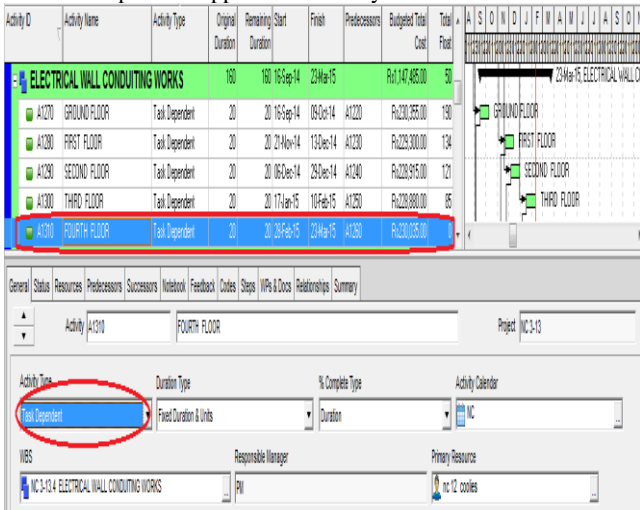 Activity ID Activity Name Activity Type Original Duration Remaining Duration Start Finish Predecessors Budgeted Total Cost Total Float A S O N D J F M A M J J A S O
ELECTRICAL WALL CONDUITING WORKS 160 160 16-Sep-14 23-Mar-15 Rs1,147,485.00 50 23-Mar-15, ELECTRICAL WALL C
A1270 GROUND FLOOR Task Dependent 20 20 16-Sep-14 09-Oct-14 A1220 Rs230,355.00 190 GROUND FLOOR
A1280 FIRST FLOOR Task Dependent 20 20 21-Nov-14 13-Dec-14 A1230 Rs229,300.00 134 FIRST FLOOR
A1290 SECOND FLOOR Task Dependent 20 20 06-Dec-14 29-Dec-14 A1240 Rs228,915.00 121 SECOND FLOOR
A1300 THIRD FLOOR Task Dependent 20 20 17-Jan-15 10-Feb-15 A1250 Rs228,880.00 85 THIRD FLOOR
A1310 FOURTH FLOOR Task Dependent 20 20 28-Feb-15 23-Mar-15 A1260 Rs230,035.00 0
General Status Resources Predecessors Successors Notebook Feedback Codes Steps WPs & Docs Relationships Summary
Activity A1310 FOURTH FLOOR Project NC 3-13
Activity Type Duration Type % Complete Type Activity Calendar
Task Dependent Fixed Duration & Units Duration NC
WBS Responsible Manager Primary Resource
NC 3-13.4 ELECTRICAL WALL CONDUITING WORKS PM nc 12 coolies